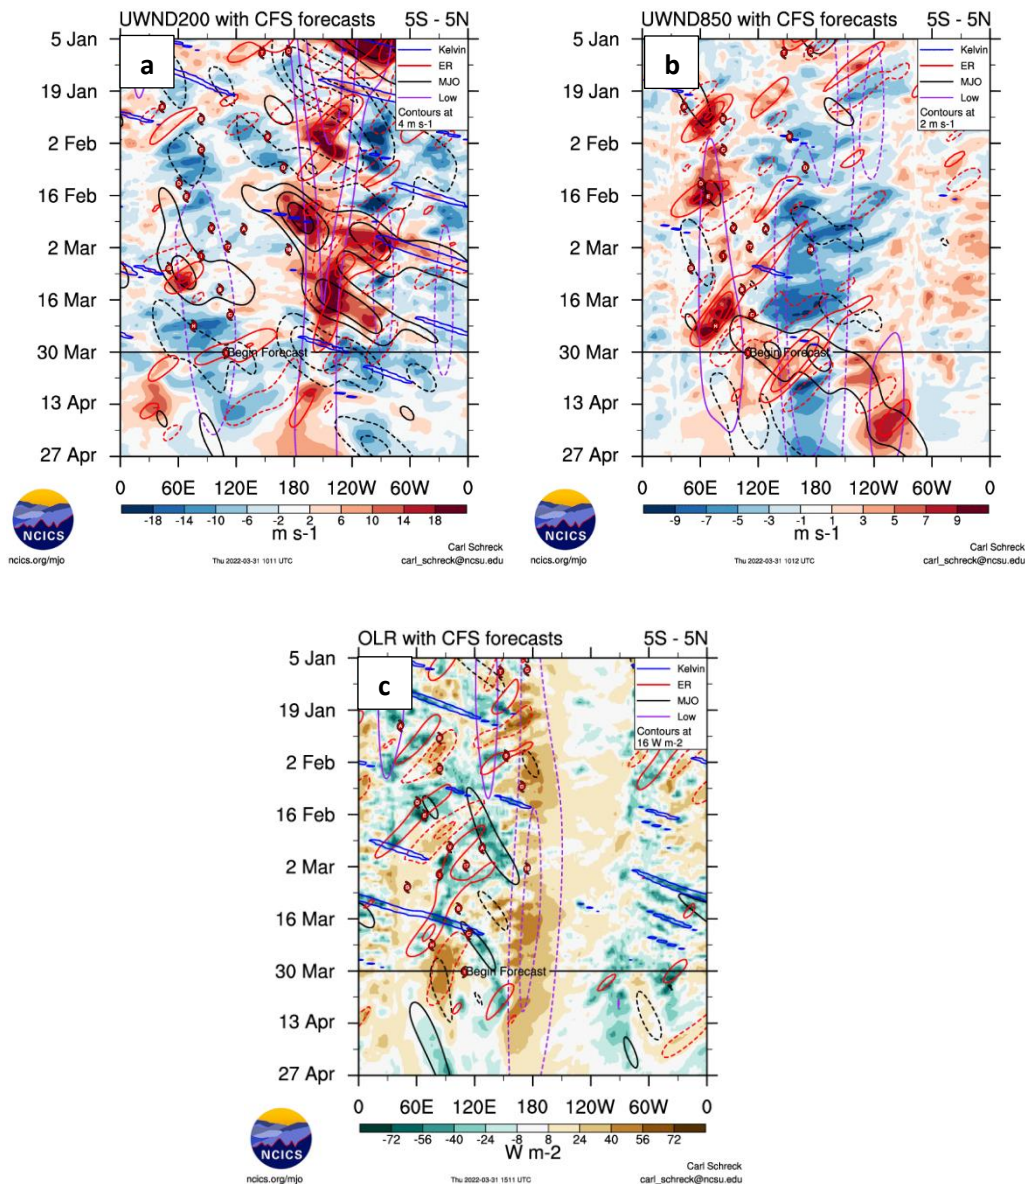 UWND200 with CFS forecasts 5S - 5N
a
Kelvin
ER
MJO
Low
Contours at
4 m s-1
5 Jan
19 Jan
2 Feb
16 Feb
2 Mar
16 Mar
30 Mar
13 Apr
27 Apr
Begin Forecast
0 60E 120E 180 120W 60W 0
-18 -14 -10 -6 -2 2 6 10 14 18
m s-1
NCICS
ncics.org/mjo
Thu 2022-03-31 1011 UTC
Carl Schreck
carl_schreck@ncsu.edu
UWND850 with CFS forecasts 5S - 5N
b
Kelvin
ER
MJO
Low
Contours at
2 m s-1
5 Jan
19 Jan
2 Feb
16 Feb
2 Mar
16 Mar
30 Mar
13 Apr
27 Apr
Begin Forecast
0 60E 120E 180 120W 60W 0
-9 -7 -5 -3 -1 1 3 5 7 9
m s-1
NCICS
ncics.org/mjo
Thu 2022-03-31 1012 UTC
Carl Schreck
carl_schreck@ncsu.edu
OLR with CFS forecasts 5S - 5N
c
Kelvin
ER
MJO
Low
Contours at
16 W m-2
5 Jan
19 Jan
2 Feb
16 Feb
2 Mar
16 Mar
30 Mar
13 Apr
27 Apr
Begin Forecast
0 60E 120E 180 120W 60W 0
-72 -56 -40 -24 -8 8 24 40 56 72
W m-2
NCICS
ncics.org/mjo
Thu 2022-03-31 1511 UTC
Carl Schreck
carl_schreck@ncsu.edu